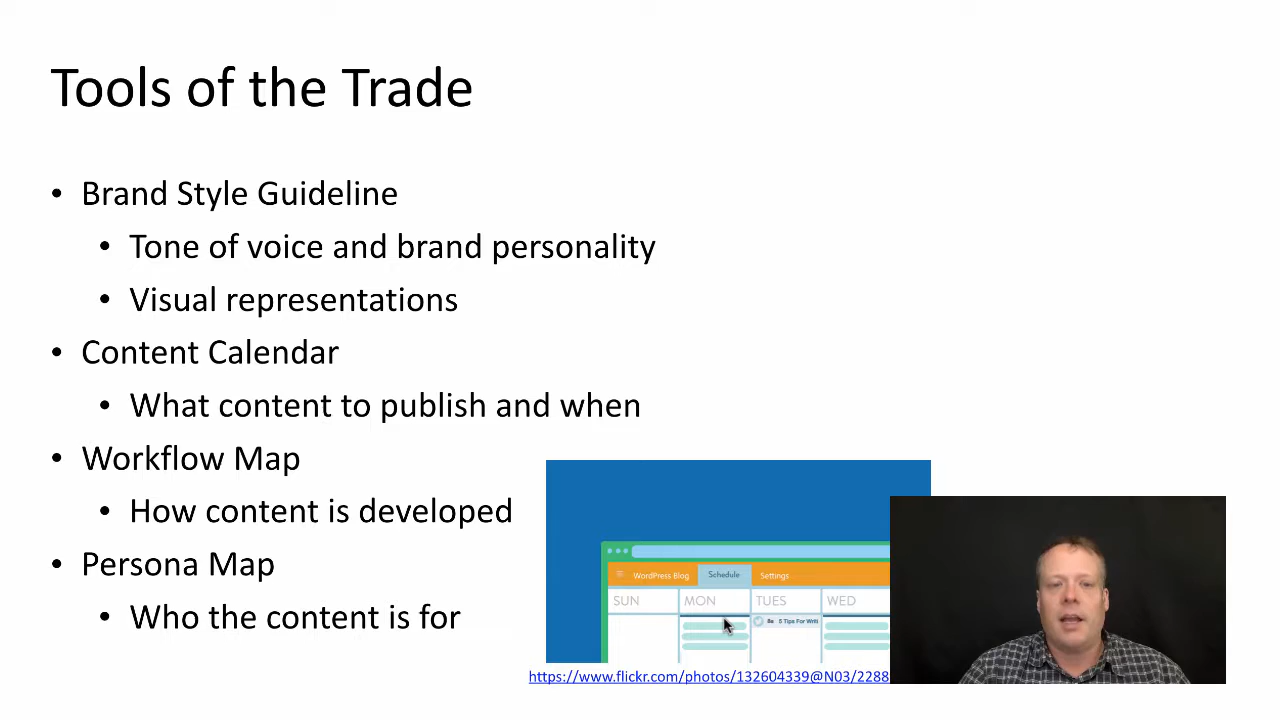 Tools of the Trade
• Brand Style Guideline
• Tone of voice and brand personality
• Visual representations
• Content Calendar
• What content to publish and when
• Workflow Map
• How content is developed
• Persona Map
• Who the content is for
WordPress Blog Schedule Settings
SUN MON TUES WED
8a 5 Tips For Writi
https://www.flickr.com/photos/132604339@N03/2288